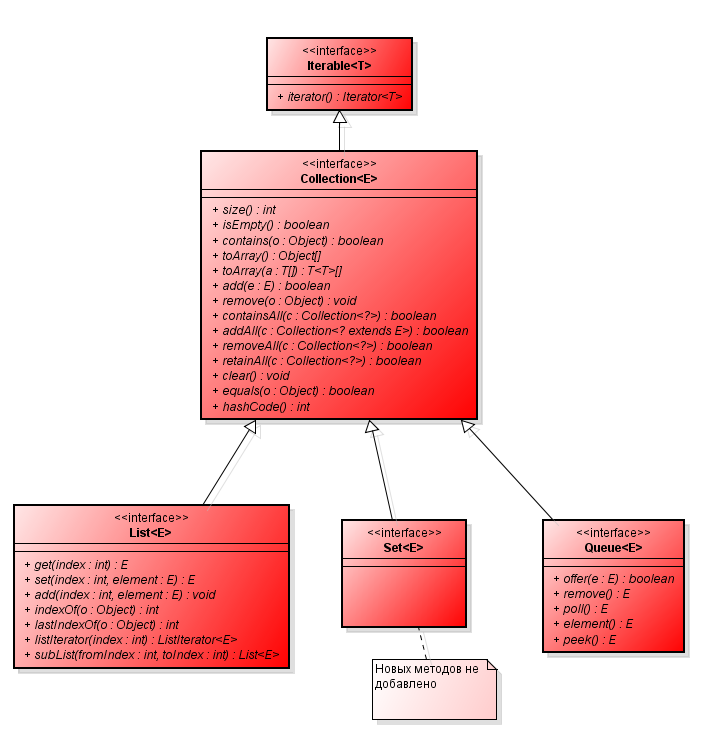 <<interface>>
Iterable<T>
+ iterator() : Iterator<T>
<<interface>>
Collection<E>
+ size() : int
+ isEmpty() : boolean
+ contains(o : Object) : boolean
+ toArray() : Object[]
+ toArray(a : T[]) : T<T>[]
+ add(e : E) : boolean
+ remove(o : Object) : void
+ containsAll(c : Collection<?>) : boolean
+ addAll(c : Collection<? extends E>) : boolean
+ removeAll(c : Collection<?>) : boolean
+ retainAll(c : Collection<?>) : boolean
+ clear() : void
+ equals(o : Object) : boolean
+ hashCode() : int
<<interface>>
List<E>
+ get(index : int) : E
+ set(index : int, element : E) : E
+ add(index : int, element : E) : void
+ indexOf(o : Object) : int
+ lastIndexOf(o : Object) : int
+ listIterator(index : int) : ListIterator<E>
+ subList(fromIndex : int, toIndex : int) : List<E>
<<interface>>
Set<E>
Новых методов не
добавлено
<<interface>>
Queue<E>
+ offer(e : E) : boolean
+ remove() : E
+ poll() : E
+ element() : E
+ peek() : E